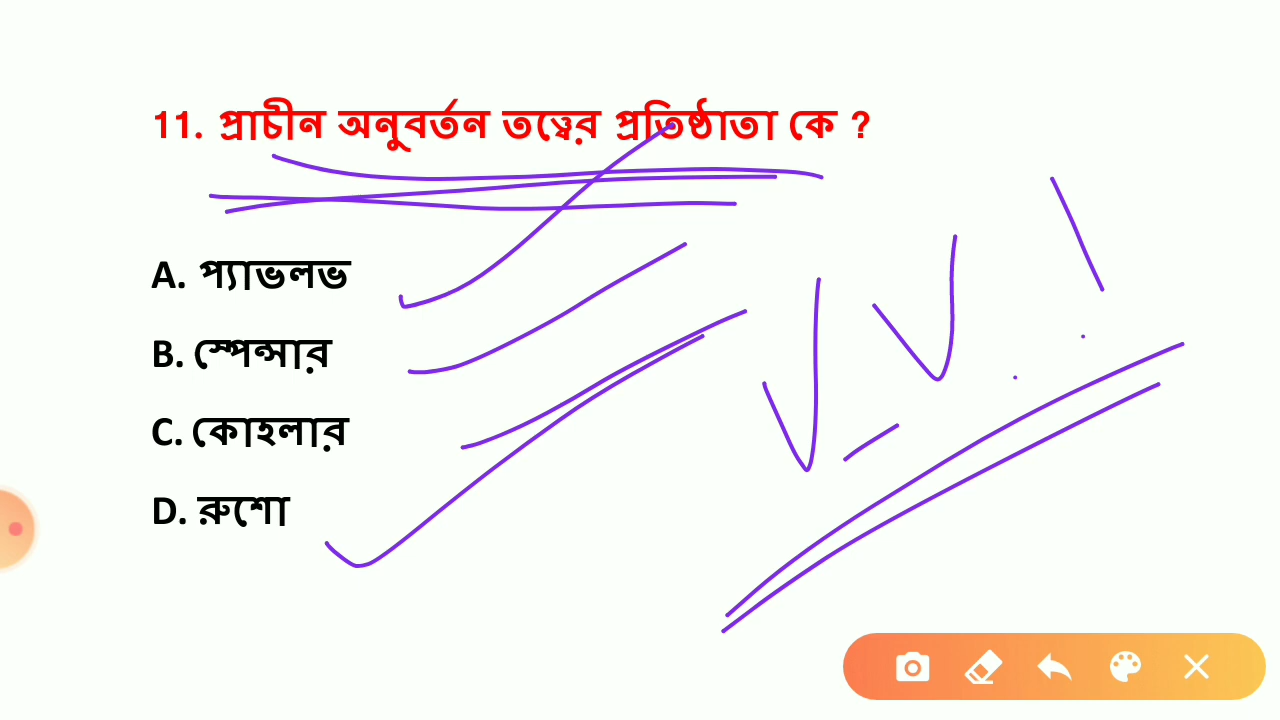 11. প্রাচীন অনুবর্তন তত্ত্বের প্রতিষ্ঠাতা কে ?
A. প্যাভলভ
B. স্পেন্সার
C. কোহলার
D. রুশো